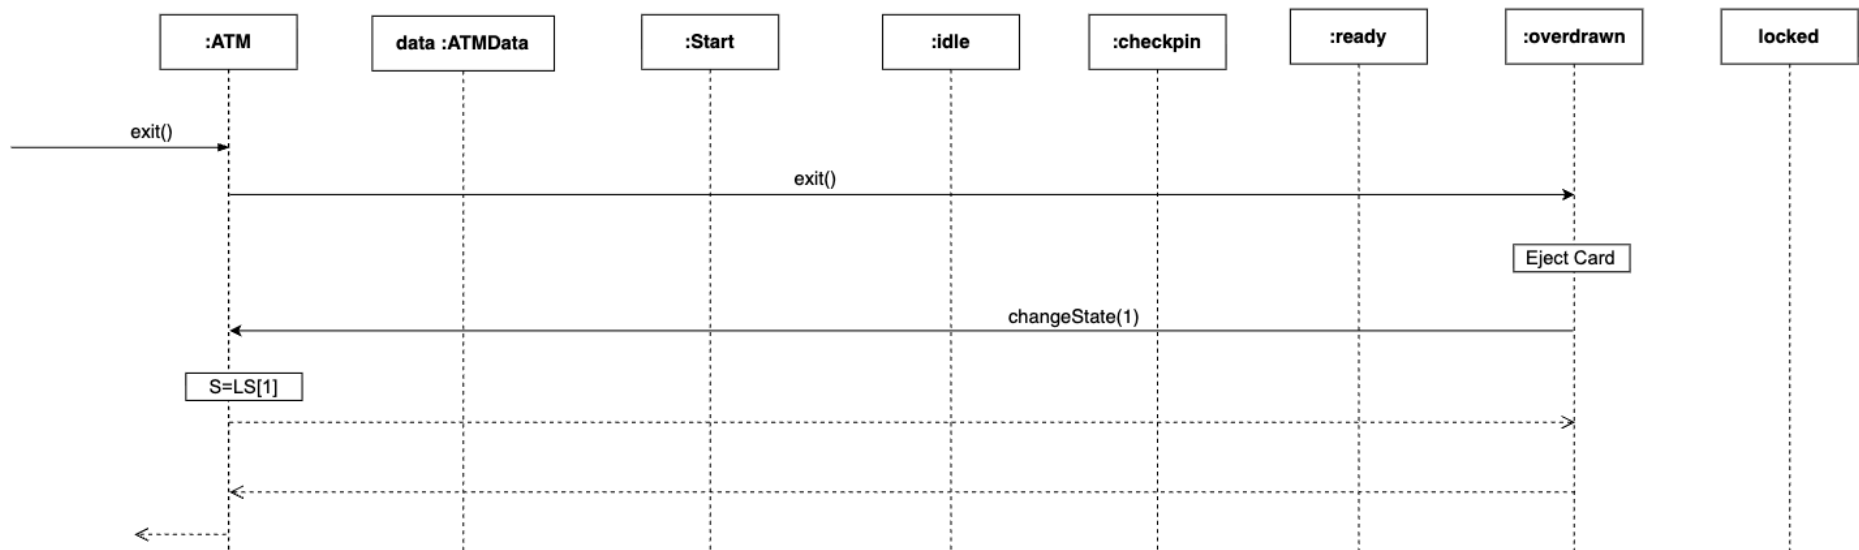 :ATM
data :ATMData
:Start
:idle
:checkpin
:ready
:overdrawn
locked
exit()
exit()
Eject Card
changeState(1)
S=LS[1]